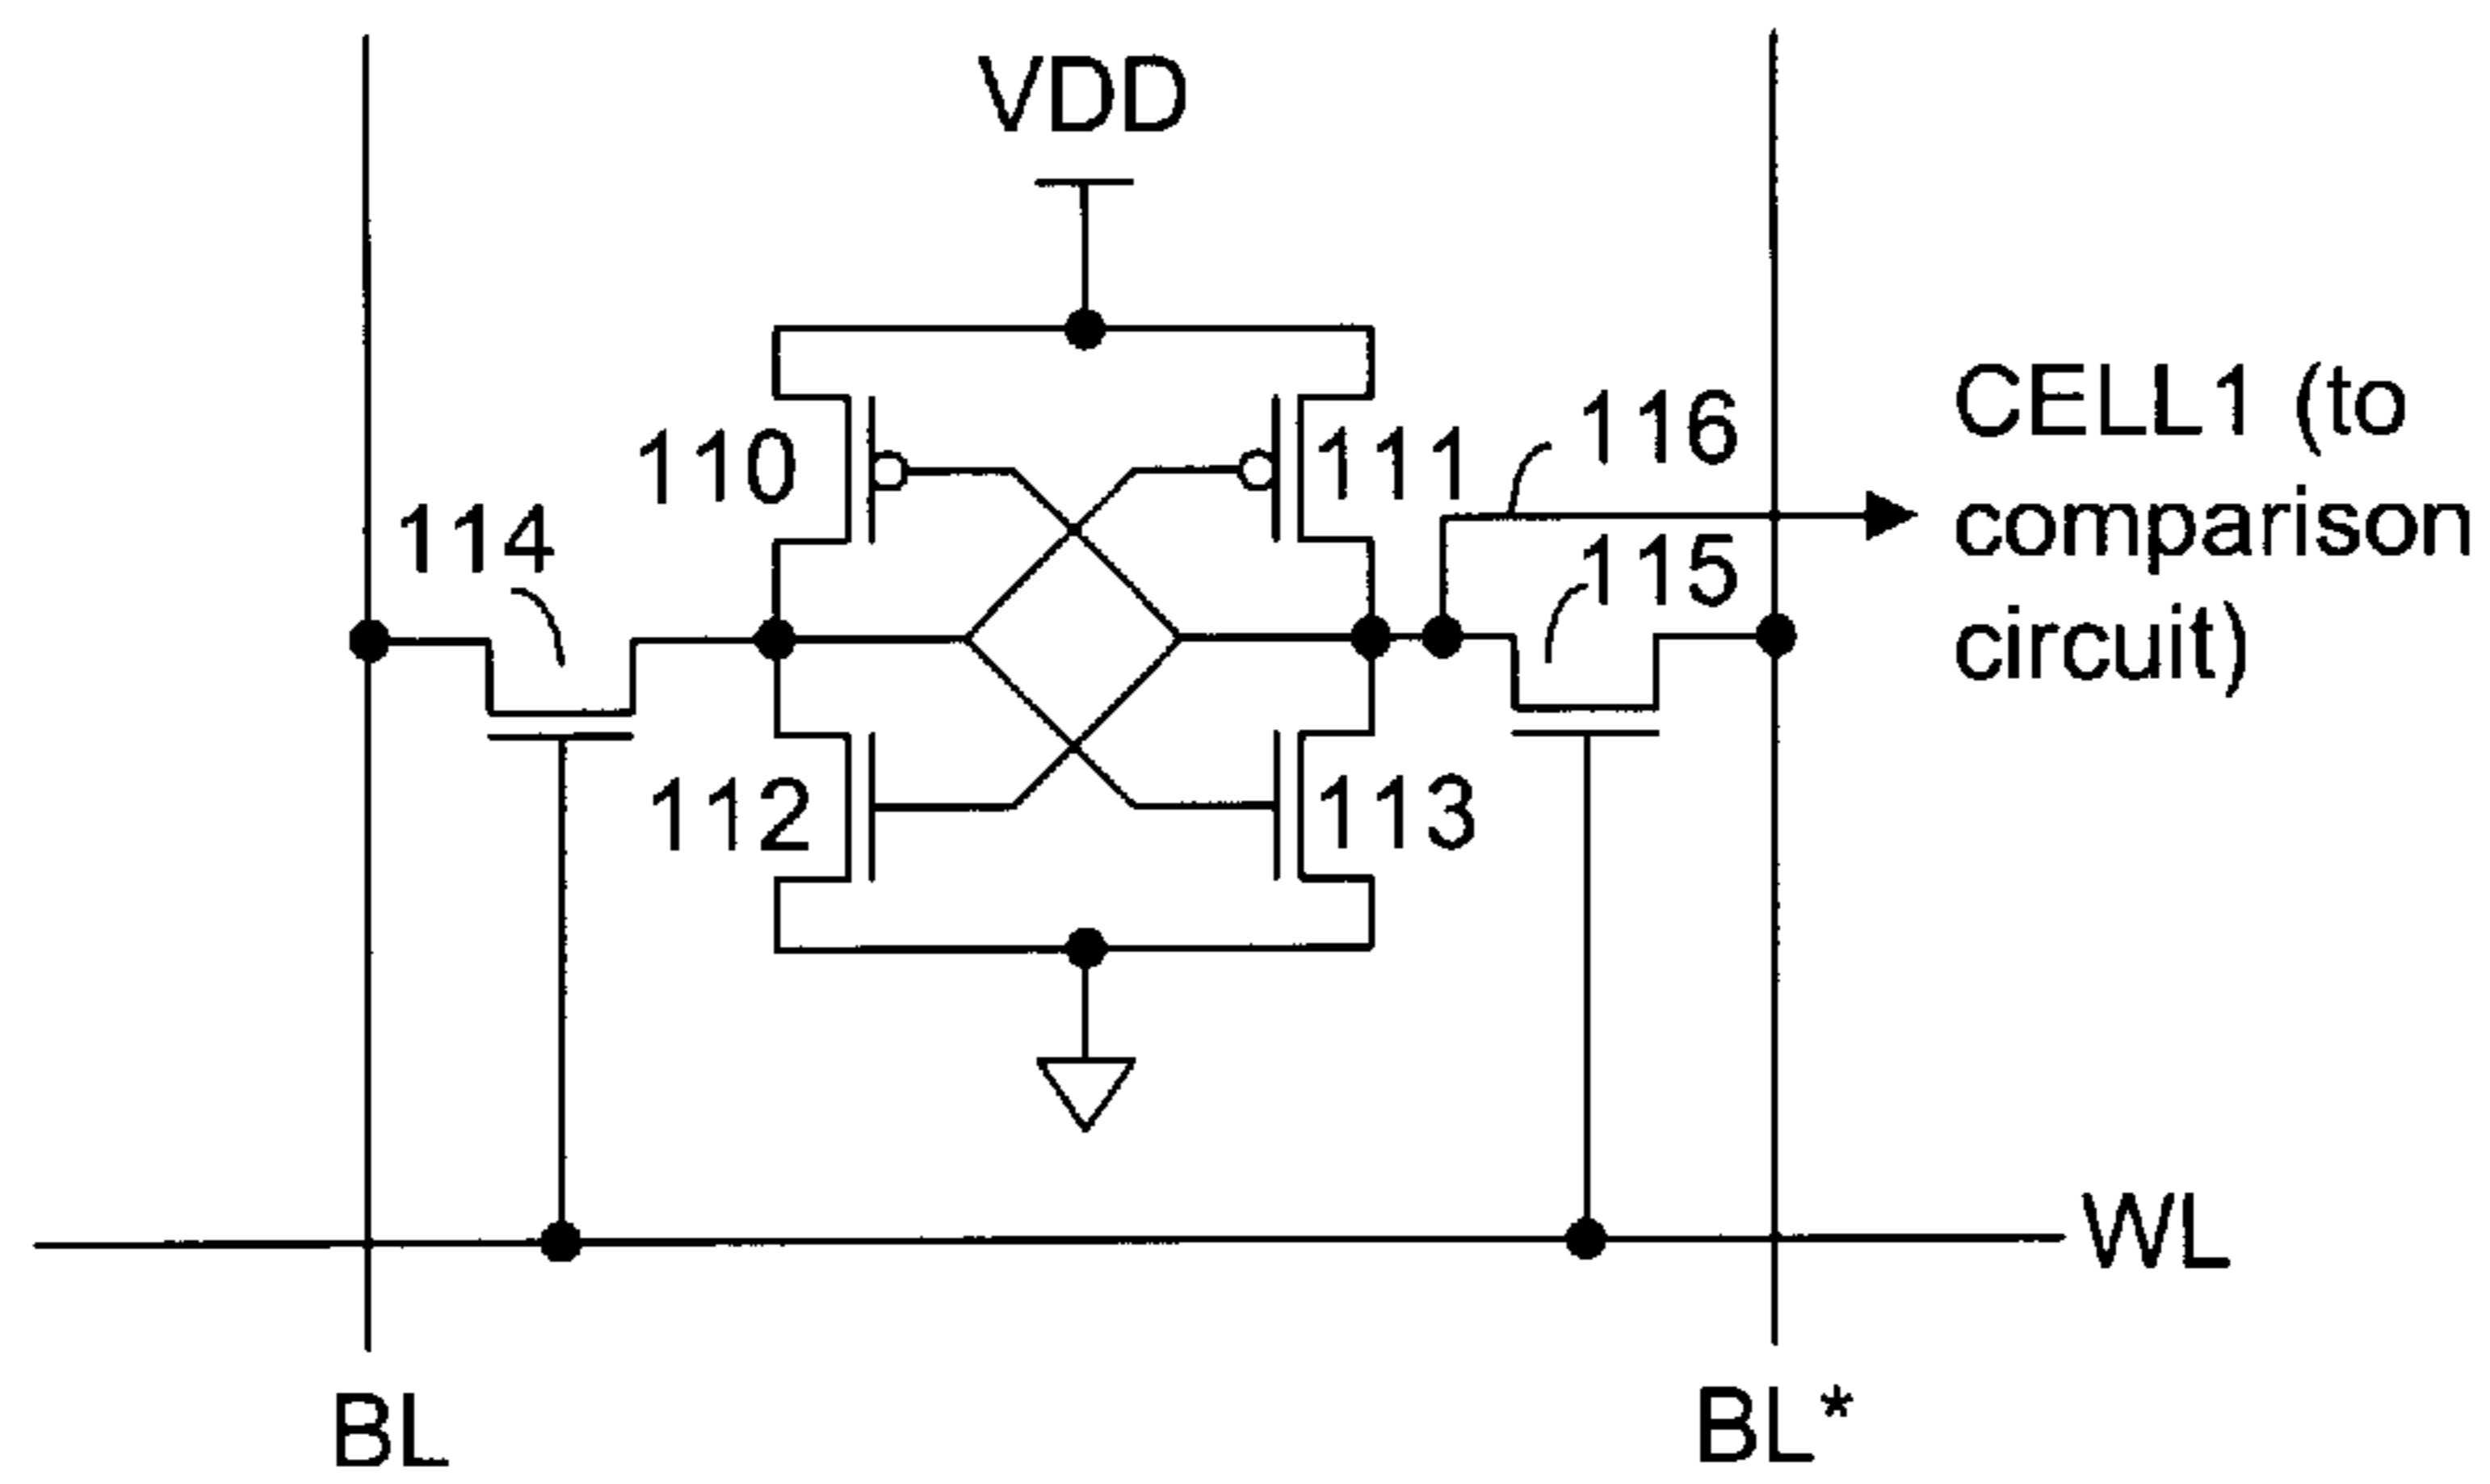 VDD
110
111
116
CELL1 (to
comparison
circuit)
114
115
112
113
WL
BL
BL*